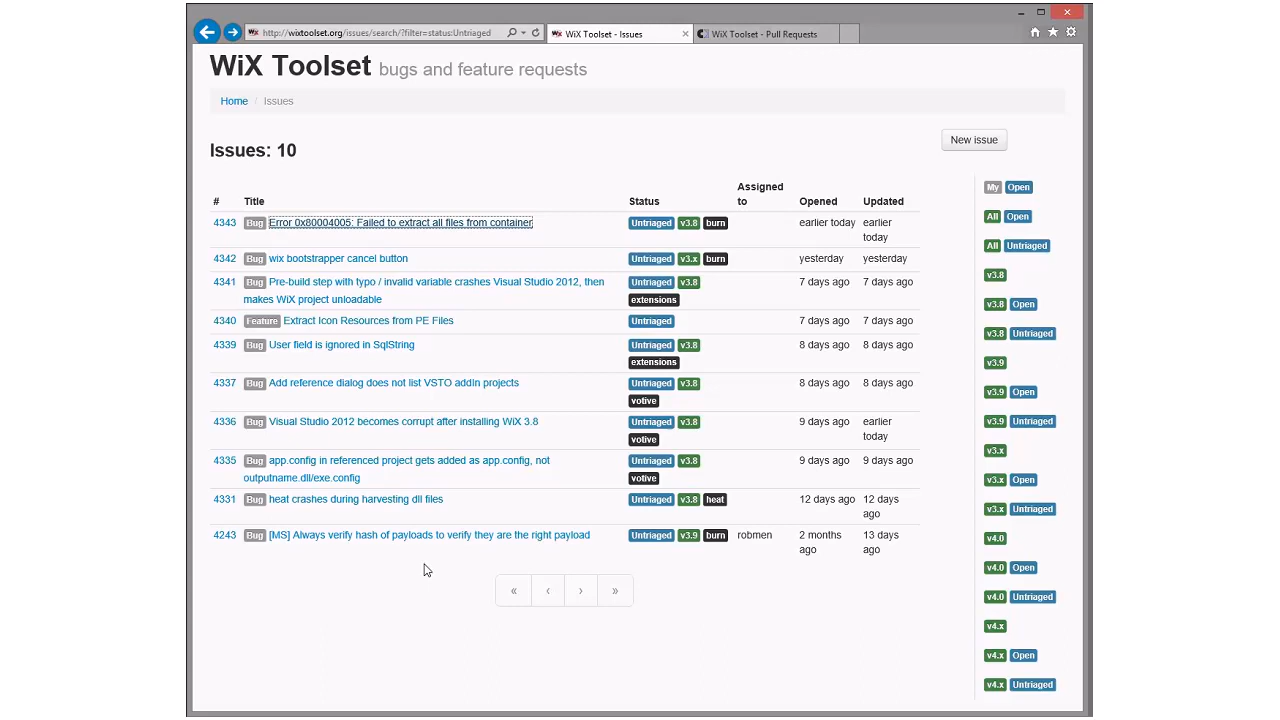 http://wixtoolset.org/issues/search/?filter=status:Untriaged
WiX Toolset - Issues
WiX Toolset - Pull Requests
WiX Toolset bugs and feature requests
Home / Issues
Issues: 10
New issue
# Title Status Assigned to Opened Updated
4343 Bug Error 0x80004005: Failed to extract all files from container Untriaged v3.8 burn earlier today earlier
today
4342 Bug wix bootstrapper cancel button Untriaged v3.x burn yesterday yesterday
4341 Bug Pre-build step with typo / invalid variable crashes Visual Studio 2012, then Untriaged v3.8 7 days ago 7 days ago
makes WiX project unloadable extensions
4340 Feature Extract Icon Resources from PE Files Untriaged 7 days ago 7 days ago
4339 Bug User field is ignored in SqlString Untriaged v3.8 8 days ago 8 days ago
extensions
4337 Bug Add reference dialog does not list VSTO addIn projects Untriaged v3.8 8 days ago 8 days ago
votive
4336 Bug Visual Studio 2012 becomes corrupt after installing WiX 3.8 Untriaged v3.8 9 days ago earlier
votive today
4335 Bug app.config in referenced project gets added as app.config, not Untriaged v3.8 9 days ago 9 days ago
outputname.dll/exe.config votive
4331 Bug heat crashes during harvesting dll files Untriaged v3.8 heat 12 days ago 12 days
ago
4243 Bug [MS] Always verify hash of payloads to verify they are the right payload Untriaged v3.9 burn robmen 2 months 13 days
ago ago
« ‹ › »
My Open
All Open
All Untriaged
v3.8
v3.8 Open
v3.8 Untriaged
v3.9
v3.9 Open
v3.9 Untriaged
v3.x
v3.x Open
v3.x Untriaged
v4.0
v4.0 Open
v4.0 Untriaged
v4.x
v4.x Open
v4.x Untriaged